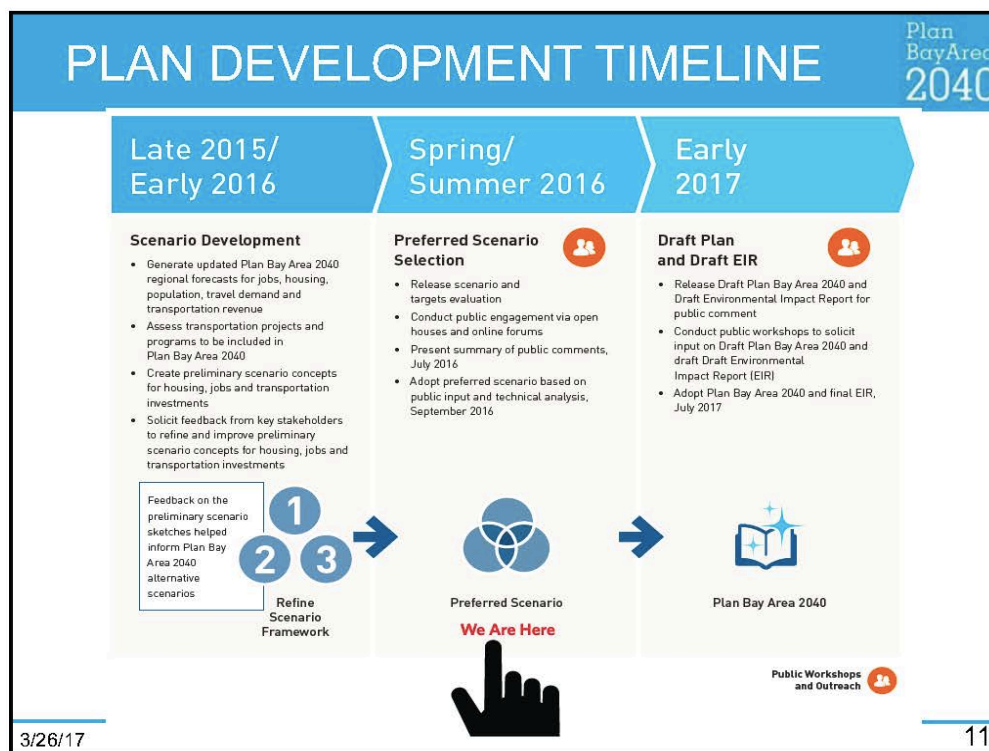 PLAN DEVELOPMENT TIMELINE
Plan
BayArea
2040
Late 2015/
Early 2016
Scenario Development
• Generate updated Plan Bay Area 2040
regional forecasts for jobs, housing,
population, travel demand and
transportation revenue
• Assess transportation projects and
programs to be included in
Plan Bay Area 2040
• Create preliminary scenario concepts
for housing, jobs and transportation
investments
• Solicit feedback from key stakeholders
to refine and improve preliminary
scenario concepts for housing, jobs and
transportation investments
Feedback on the
preliminary scenario
sketches helped
inform Plan Bay
Area 2040
alternative
scenarios
1
2
3
Refine
Scenario
Framework
Spring/
Summer 2016
Preferred Scenario
Selection
• Release scenario and
targets evaluation
• Conduct public engagement via open
houses and online forums
• Present summary of public comments,
July 2016
• Adopt preferred scenario based on
public input and technical analysis,
September 2016
Preferred Scenario
We Are Here
Early
2017
Draft Plan
and Draft EIR
• Release Draft Plan Bay Area 2040 and
Draft Environmental Impact Report for
public comment
• Conduct public workshops to solicit
input on Draft Plan Bay Area 2040 and
draft Draft Environmental
Impact Report (EIR)
• Adopt Plan Bay Area 2040 and final EIR,
July 2017
Plan Bay Area 2040
Public Workshops
and Outreach
3/26/17
11